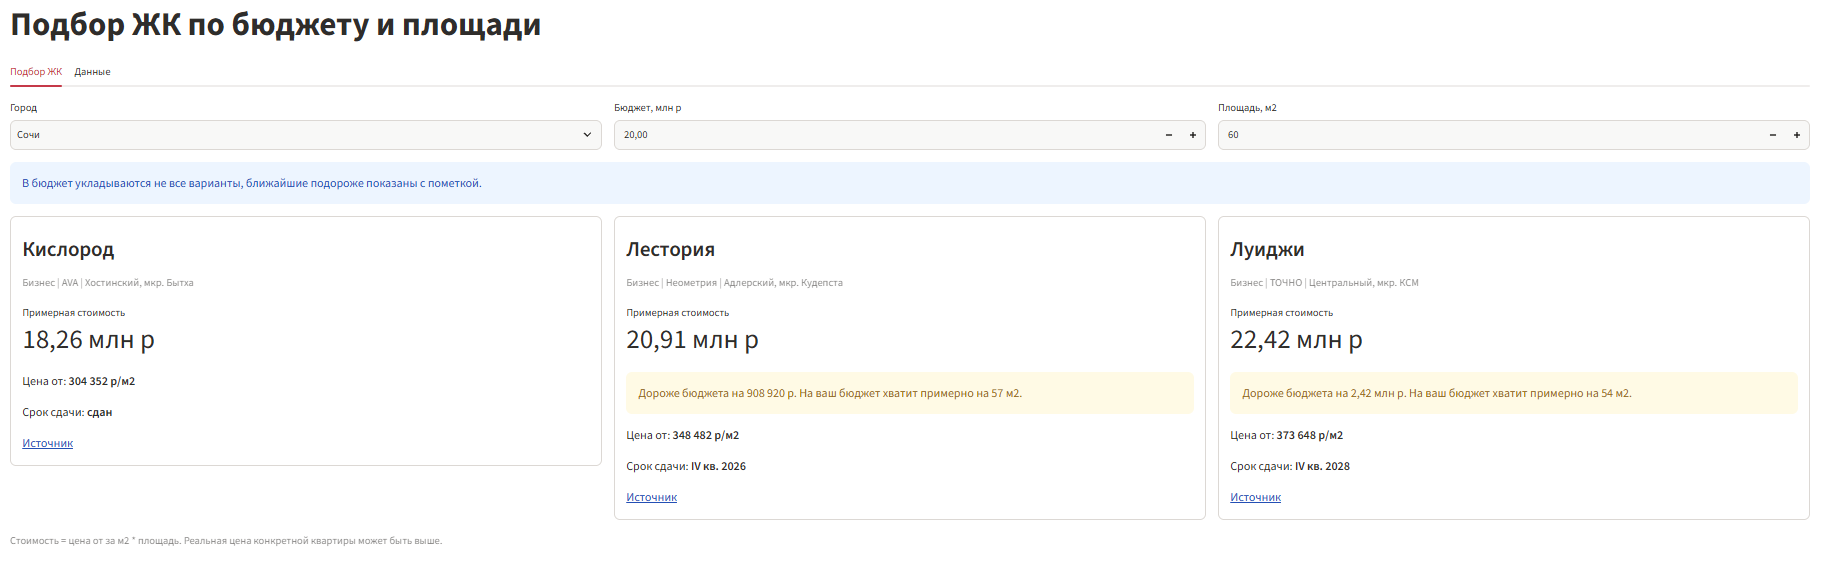 Подбор ЖК по бюджету и площади
Подбор ЖК Данные
Город
Сочи
Бюджет, млн р
20,00
Площадь, м2
60
В бюджет укладываются не все варианты, ближайшие подороже показаны с пометкой.
Кислород
Бизнес | AVA | Хостинский, мкр. Бытха
Примерная стоимость
18,26 млн р
Цена от: 304 352 р/м2
Срок сдачи: сдан
Источник
Лестория
Бизнес | Неометрия | Адлерский, мкр. Кудепста
Примерная стоимость
20,91 млн р
Дороже бюджета на 908 920 р. На ваш бюджет хватит примерно на 57 м2.
Цена от: 348 482 р/м2
Срок сдачи: IV кв. 2026
Источник
Луиджи
Бизнес | ТОЧНО | Центральный, мкр. КСМ
Примерная стоимость
22,42 млн р
Дороже бюджета на 2,42 млн р. На ваш бюджет хватит примерно на 54 м2.
Цена от: 373 648 р/м2
Срок сдачи: IV кв. 2028
Источник
Стоимость = цена от за м2 * площадь. Реальная цена конкретной квартиры может быть выше.